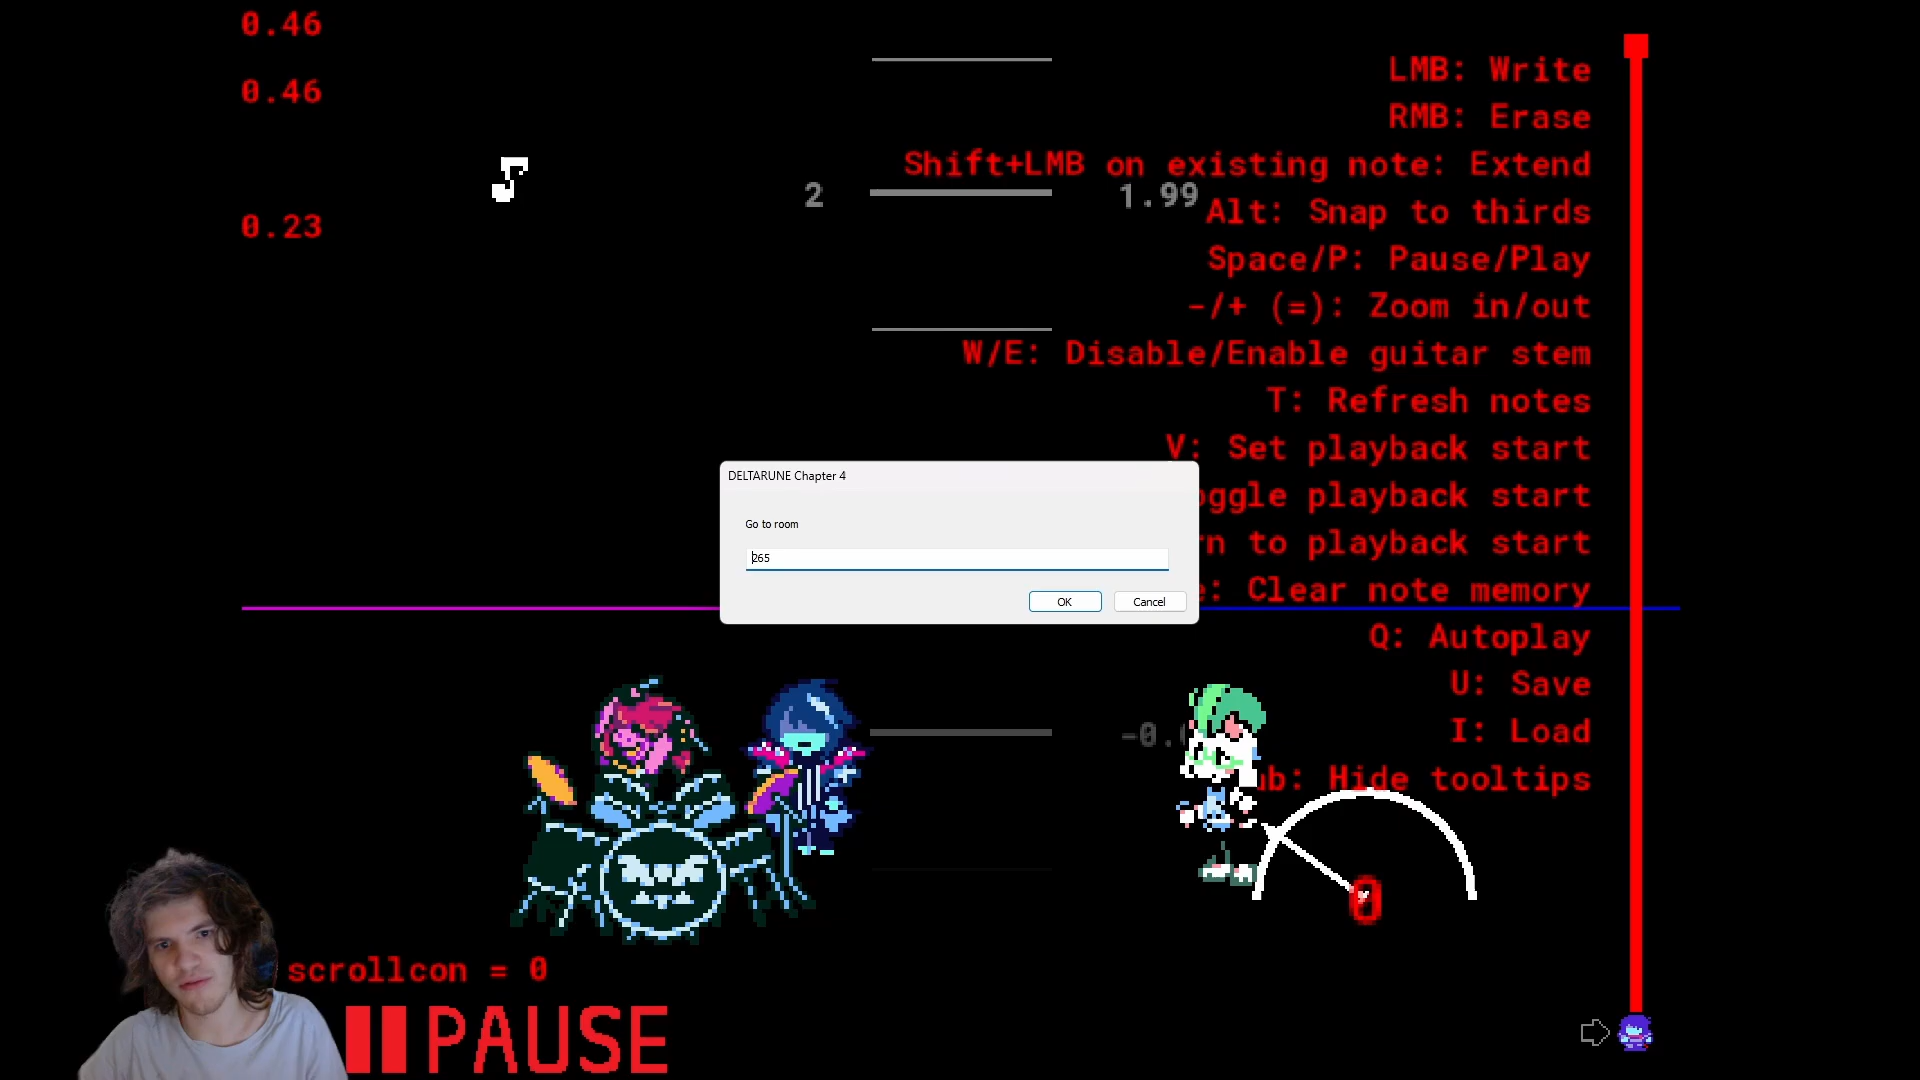 0.46
LMB: Write
0.46
RMB: Erase
Shift+LMB on existing note: Extend
2
1.99
Alt: Snap to thirds
0.23
Space/P: Pause/Play
-/+ (=): Zoom in/out
W/E: Disable/Enable guitar stem
T: Refresh notes
V: Set playback start
DELTARUNE Chapter 4
playback start
Go to room
to playback start
265
Clear note memory
OK
Cancel
Q: Autoplay
U: Save
I: Load
-0.
Hide tooltips
0
scrollcon = 0
PAUSE